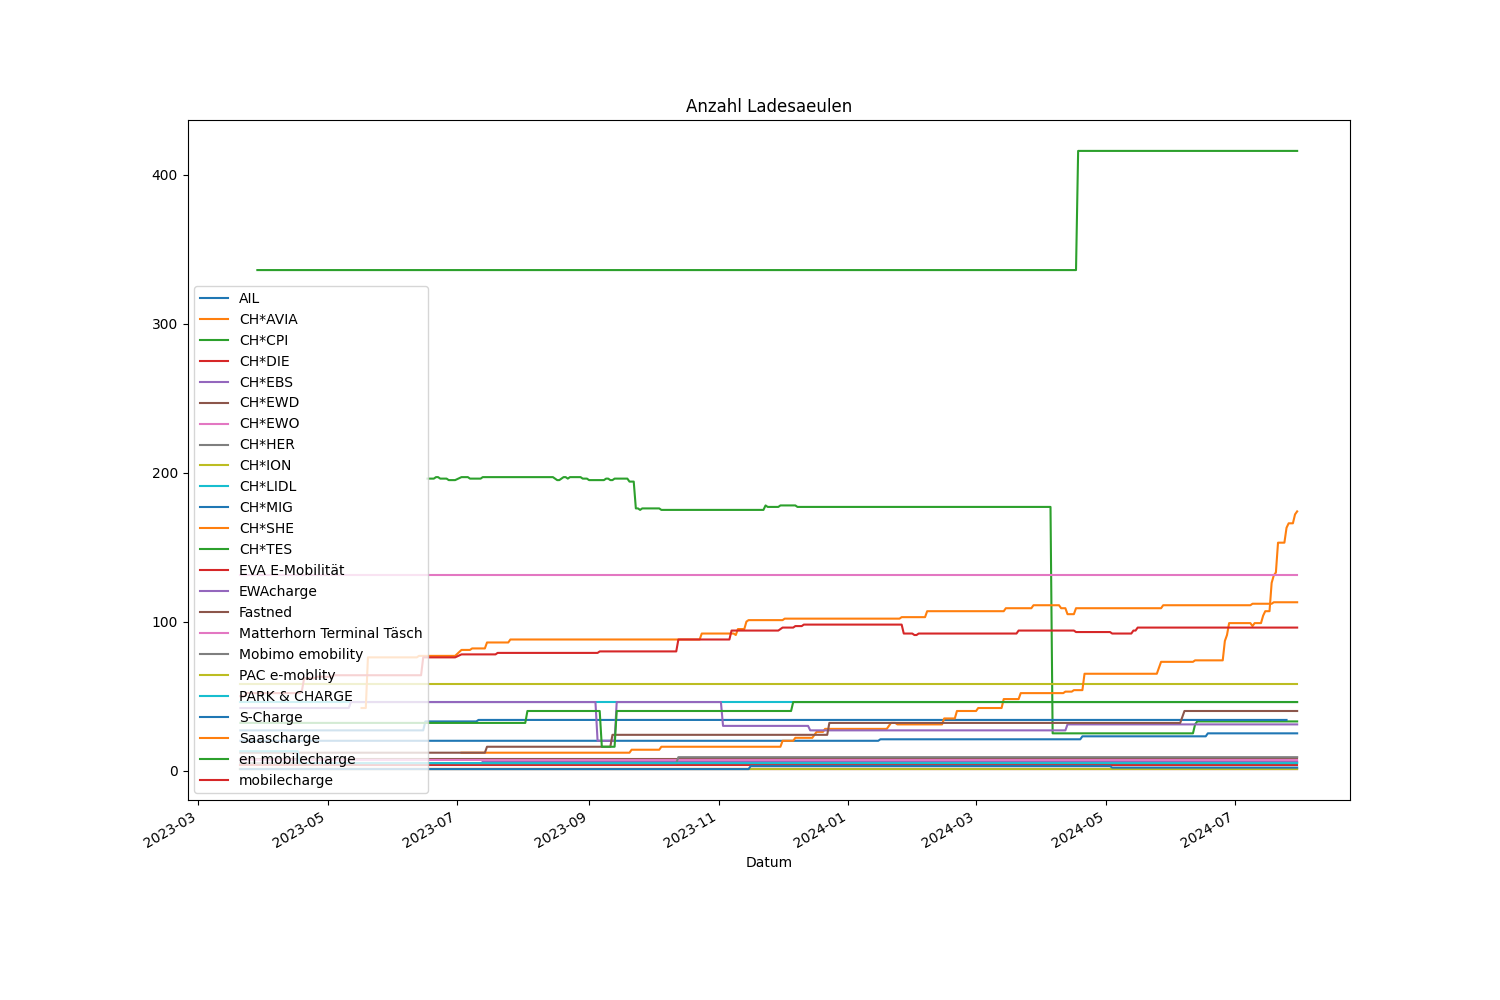 Anzahl Ladesaeulen
400
300
200
100
0
AIL
CH*AVIA
CH*CPI
CH*DIE
CH*EBS
CH*EWD
CH*EWO
CH*HER
CH*ION
CH*LIDL
CH*MIG
CH*SHE
CH*TES
EVA E-Mobilität
EWAcharge
Fastned
Matterhorn Terminal Täsch
Mobimo emobility
PAC e-moblity
PARK & CHARGE
S-Charge
Saascharge
en mobilecharge
mobilecharge
2023-03
2023-05
2023-07
2023-09
2023-11
2024-01
2024-03
2024-05
2024-07
Datum